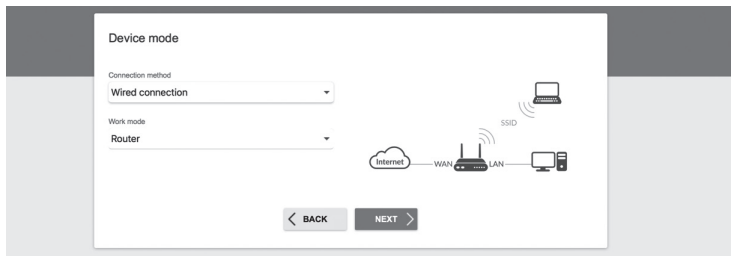 Device mode
Connection method
Wired connection
Work mode
Router
SSID
Internet
WAN
LAN
BACK
NEXT